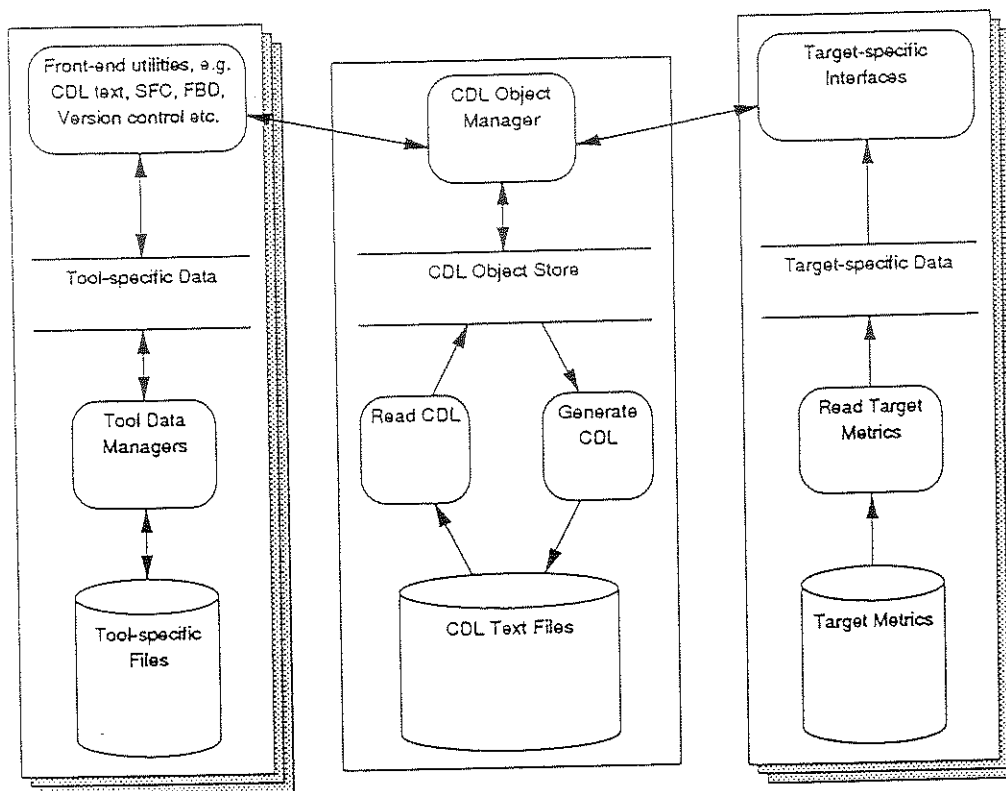 Front-end utilities, e.g.
CDL text, SFC, FBD,
Version control etc.
Tool-specific Data
Tool Data
Managers
Tool-specific
Files
CDL Object
Manager
CDL Object Store
Read CDL
Generate
CDL
CDL Text Files
Target-specific
Interfaces
Target-specific Data
Read Target
Metrics
Target Metrics